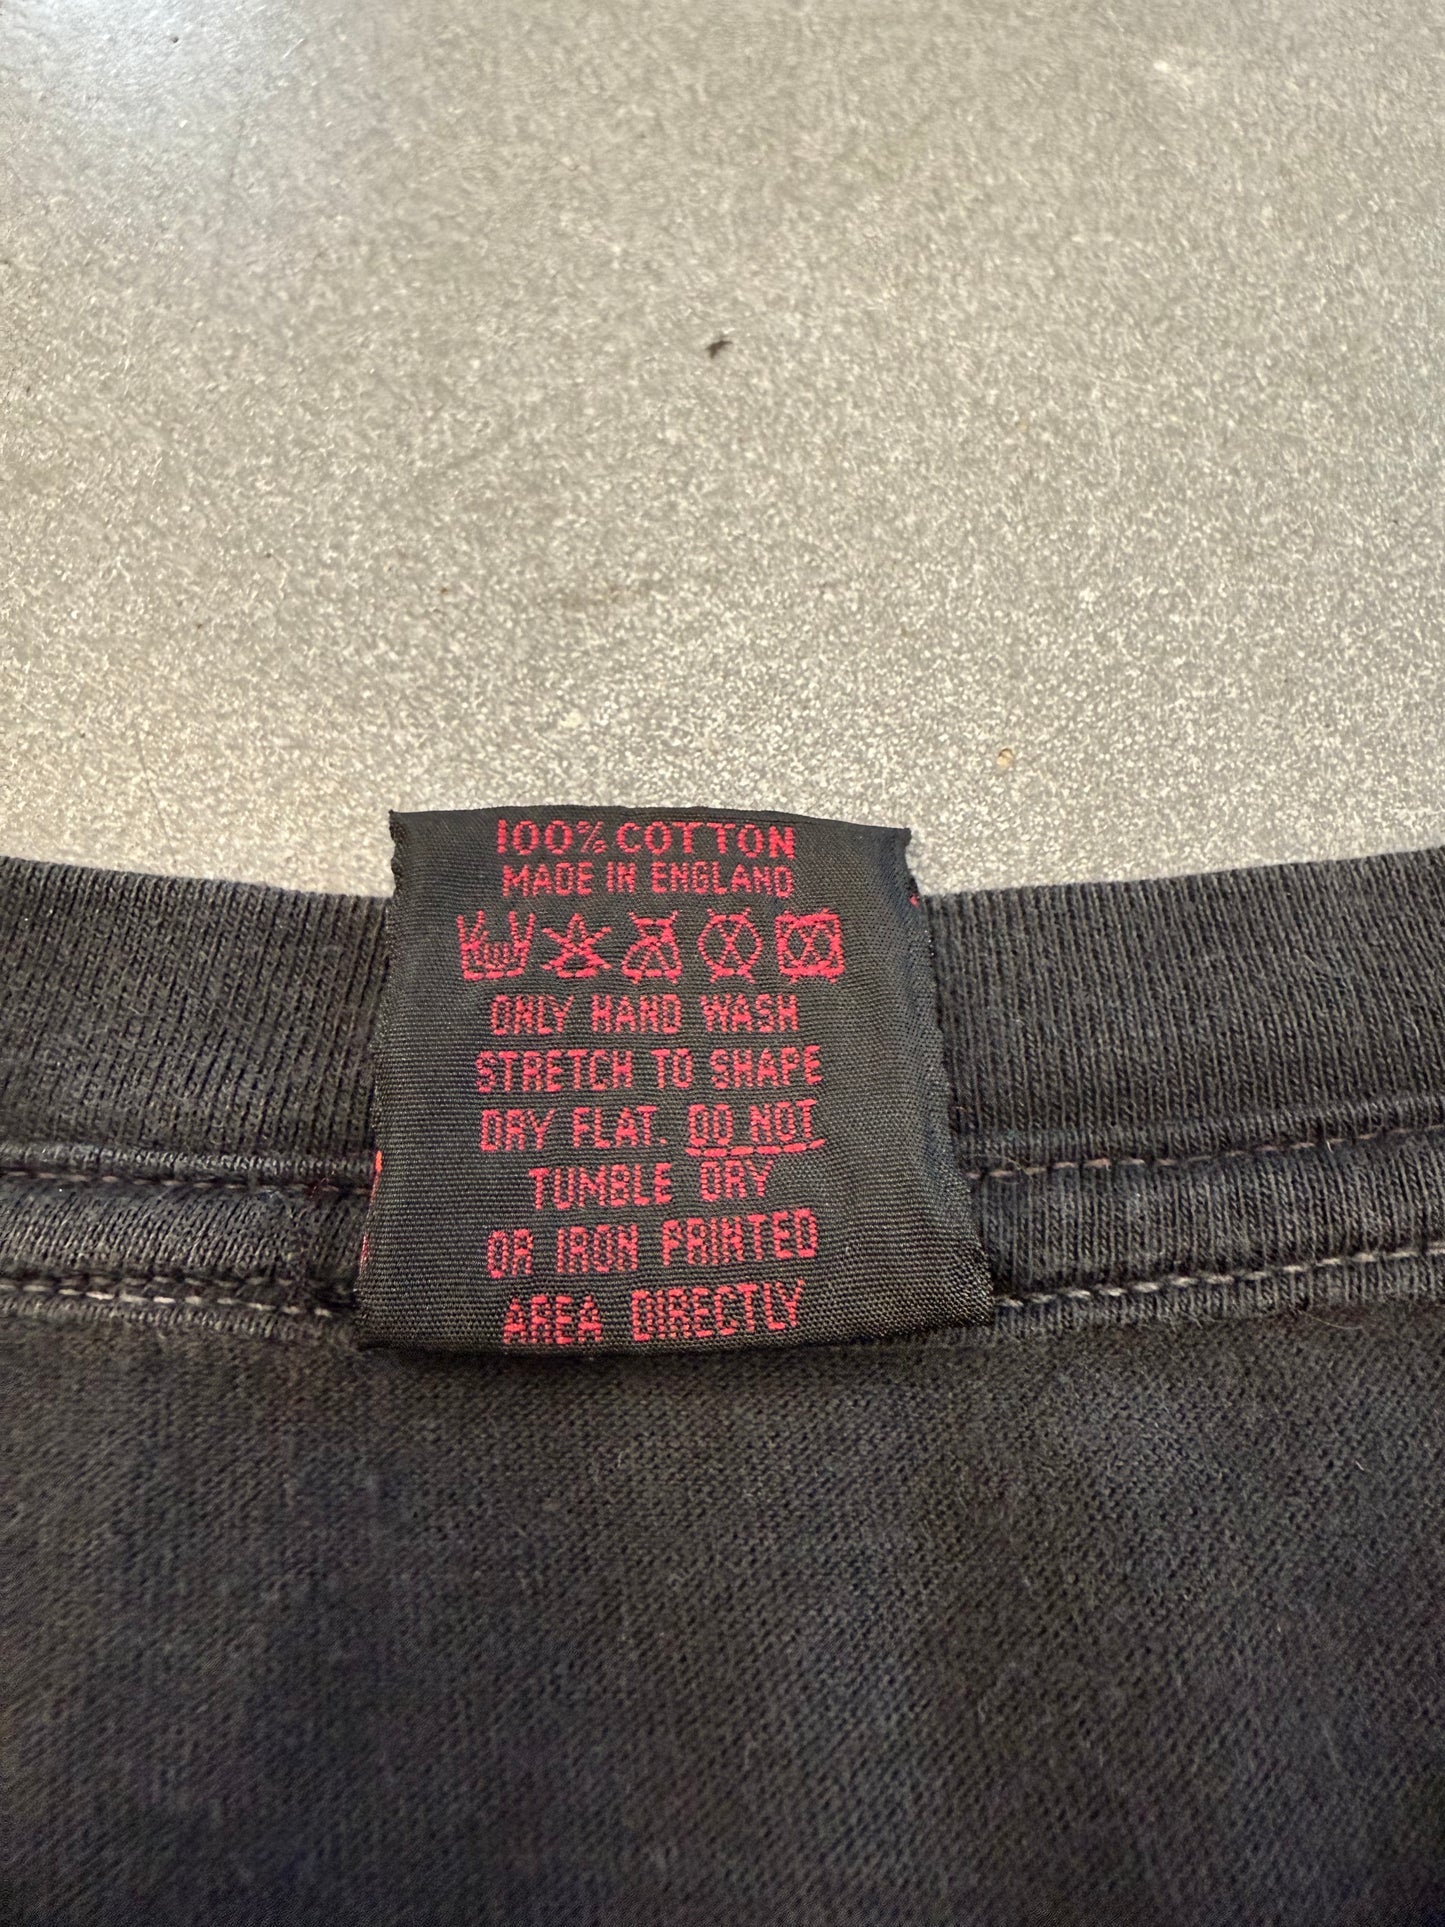 100% COTTON
MADE IN ENGLAND
ONLY HAND WASH
STRETCH TO SHAPE
DRY FLAT. DO NOT
TUMBLE DRY
OR IRON PRINTED
AREA DIRECTLY